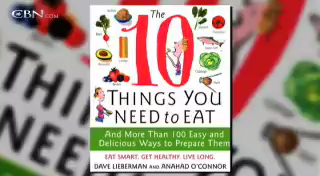 CBN.com
The
10
THINGS YOU
NEED to EAT
And More Than 100 Easy and
Delicious Ways to Prepare Them
EAT SMART. GET HEALTHY. LIVE LONG.
DAVE LIEBERMAN AND ANAHAD O'CONNOR